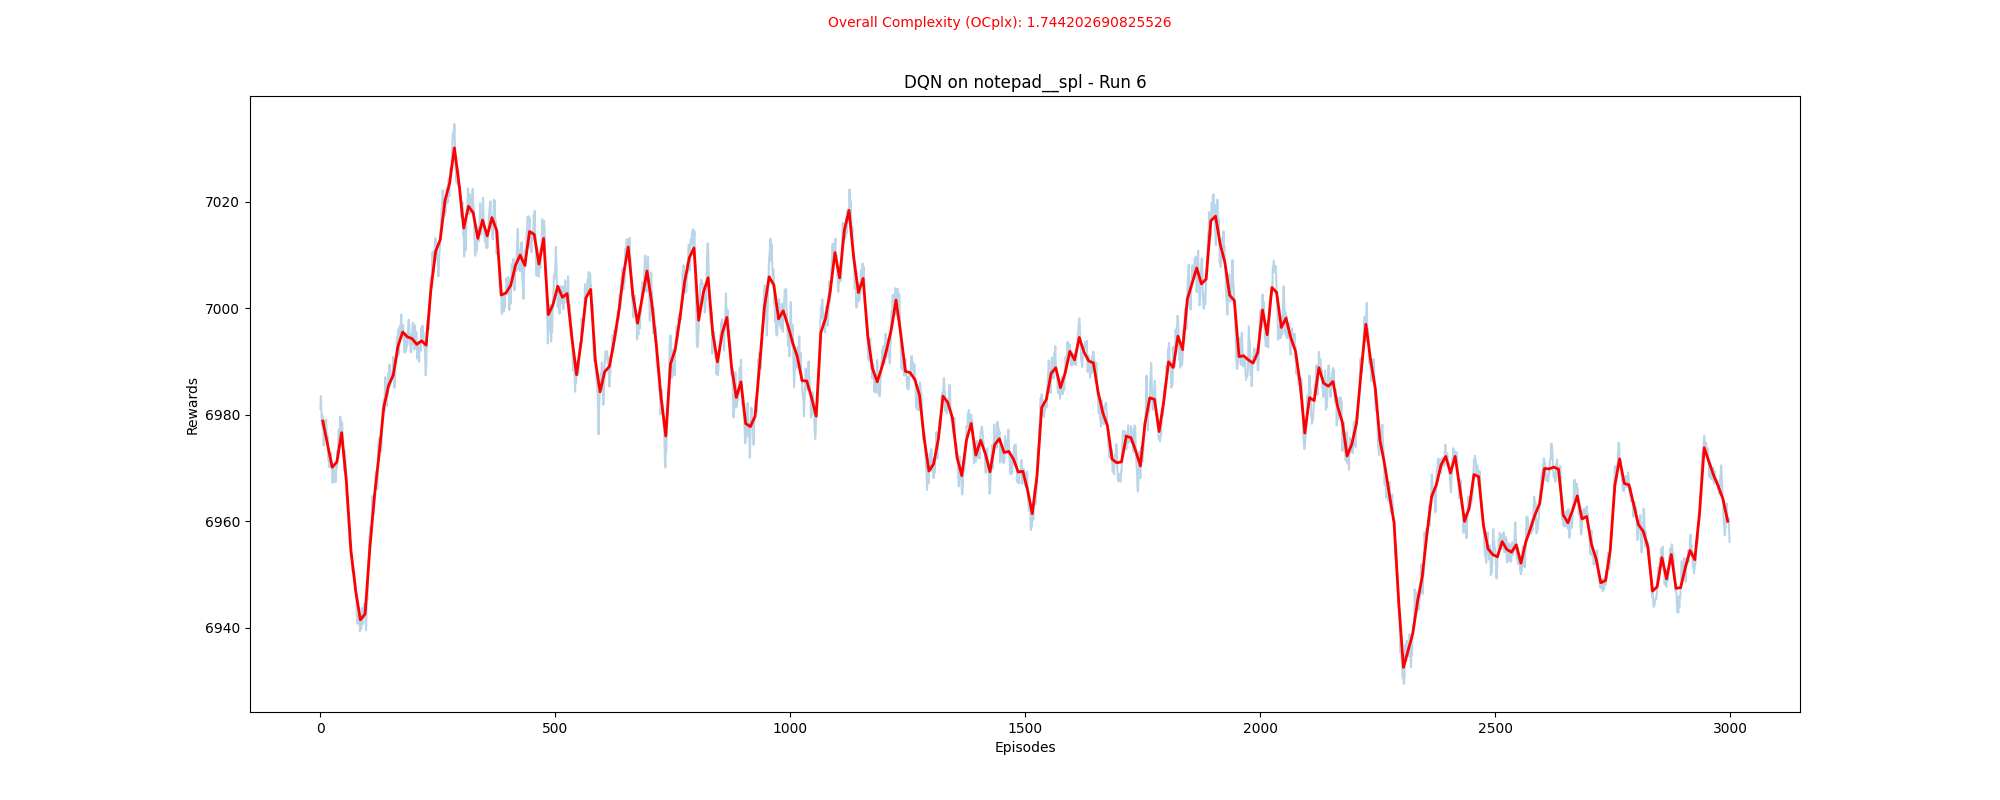 Overall Complexity (OCplx): 1.744202690825526
DQN on notepad__spl - Run 6
7020
7000
6980
6960
6940
Rewards
0 500 1000 1500 2000 2500 3000
Episodes